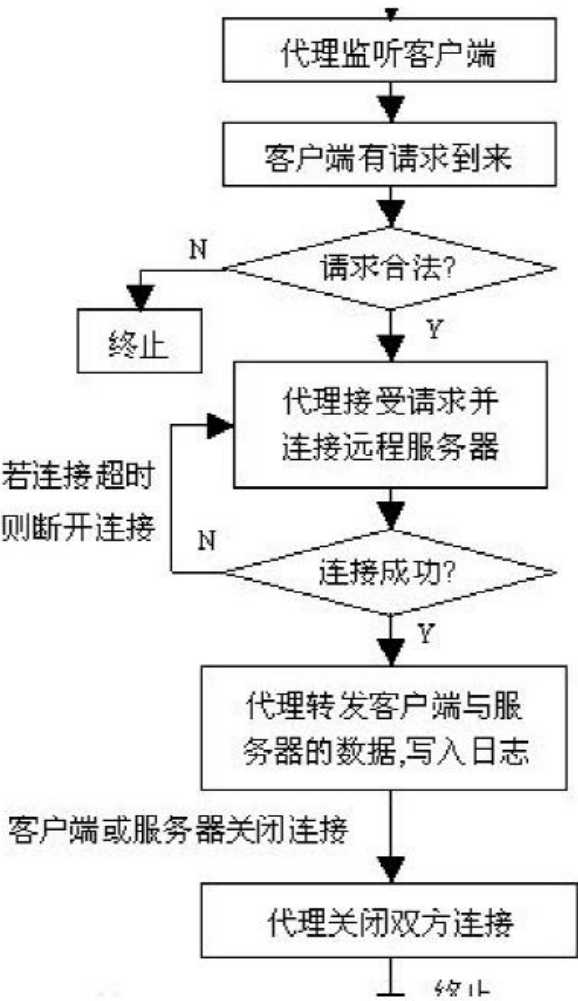 代理监听客户端
客户端有请求到来
请求合法?
N
终止
Y
代理接受请求并
连接远程服务器
若连接超时
则断开连接
N
连接成功?
Y
代理转发客户端与服
务器的数据,写入日志
客户端或服务器关闭连接
代理关闭双方连接
终止